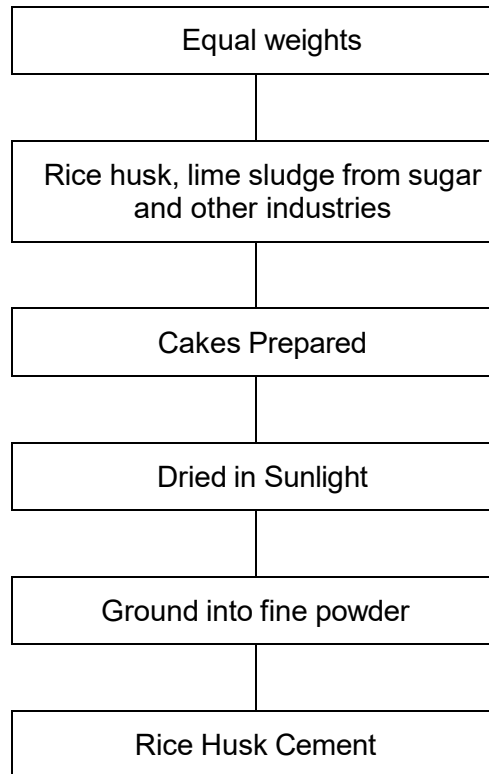 Equal weights
Rice husk, lime sludge from sugar
and other industries
Cakes Prepared
Dried in Sunlight
Ground into fine powder
Rice Husk Cement